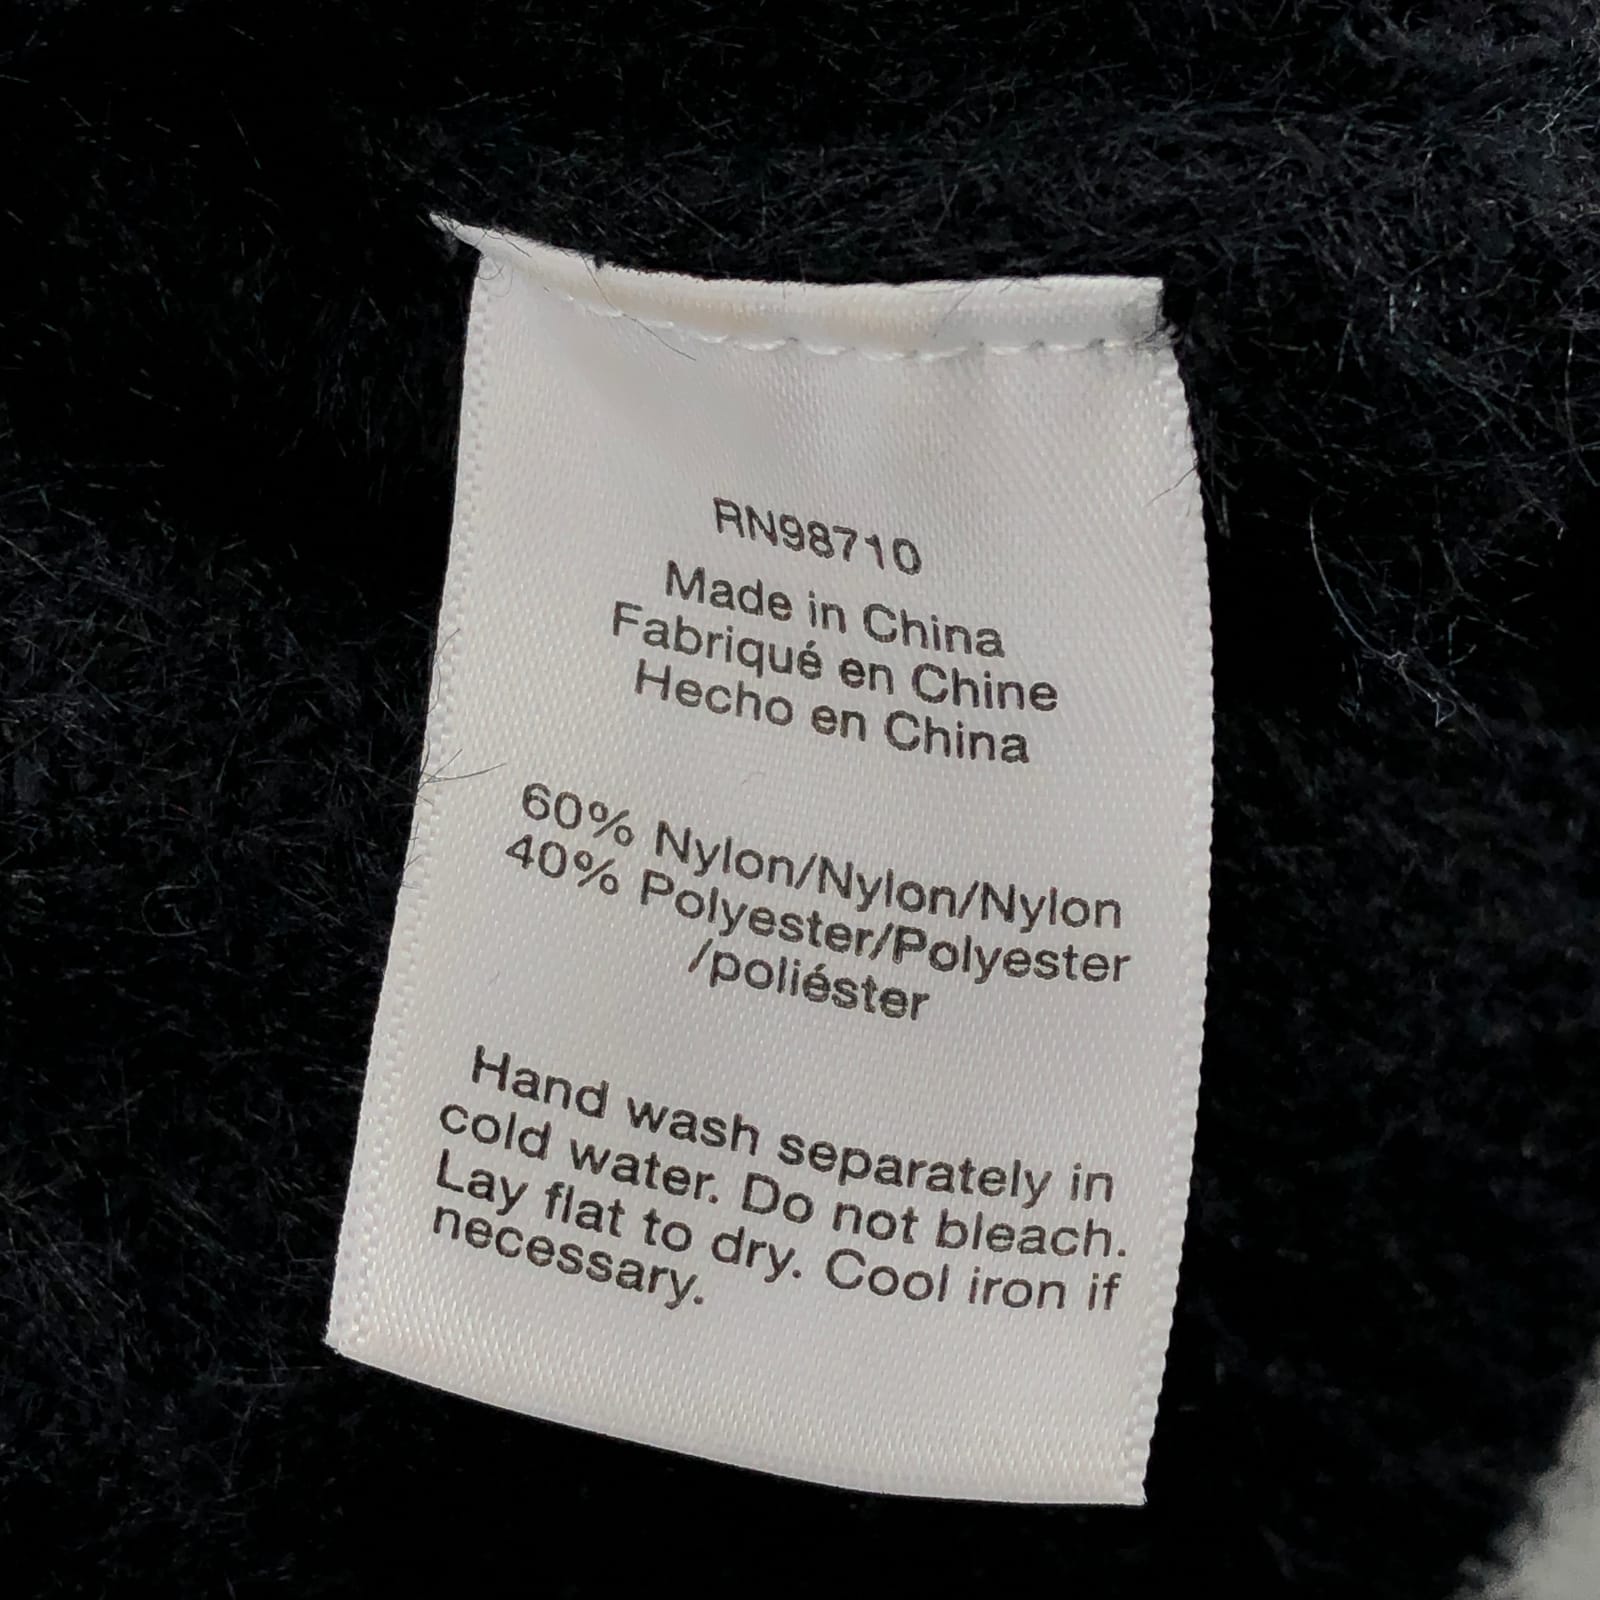 RN98710
Made in China
Fabriqué en Chine
Hecho en China
60% Nylon/Nylon/Nylon
40% Polyester/Polyester
/poliéster
Hand wash separately in
cold water. Do not bleach.
Lay flat to dry. Cool iron if
necessary.